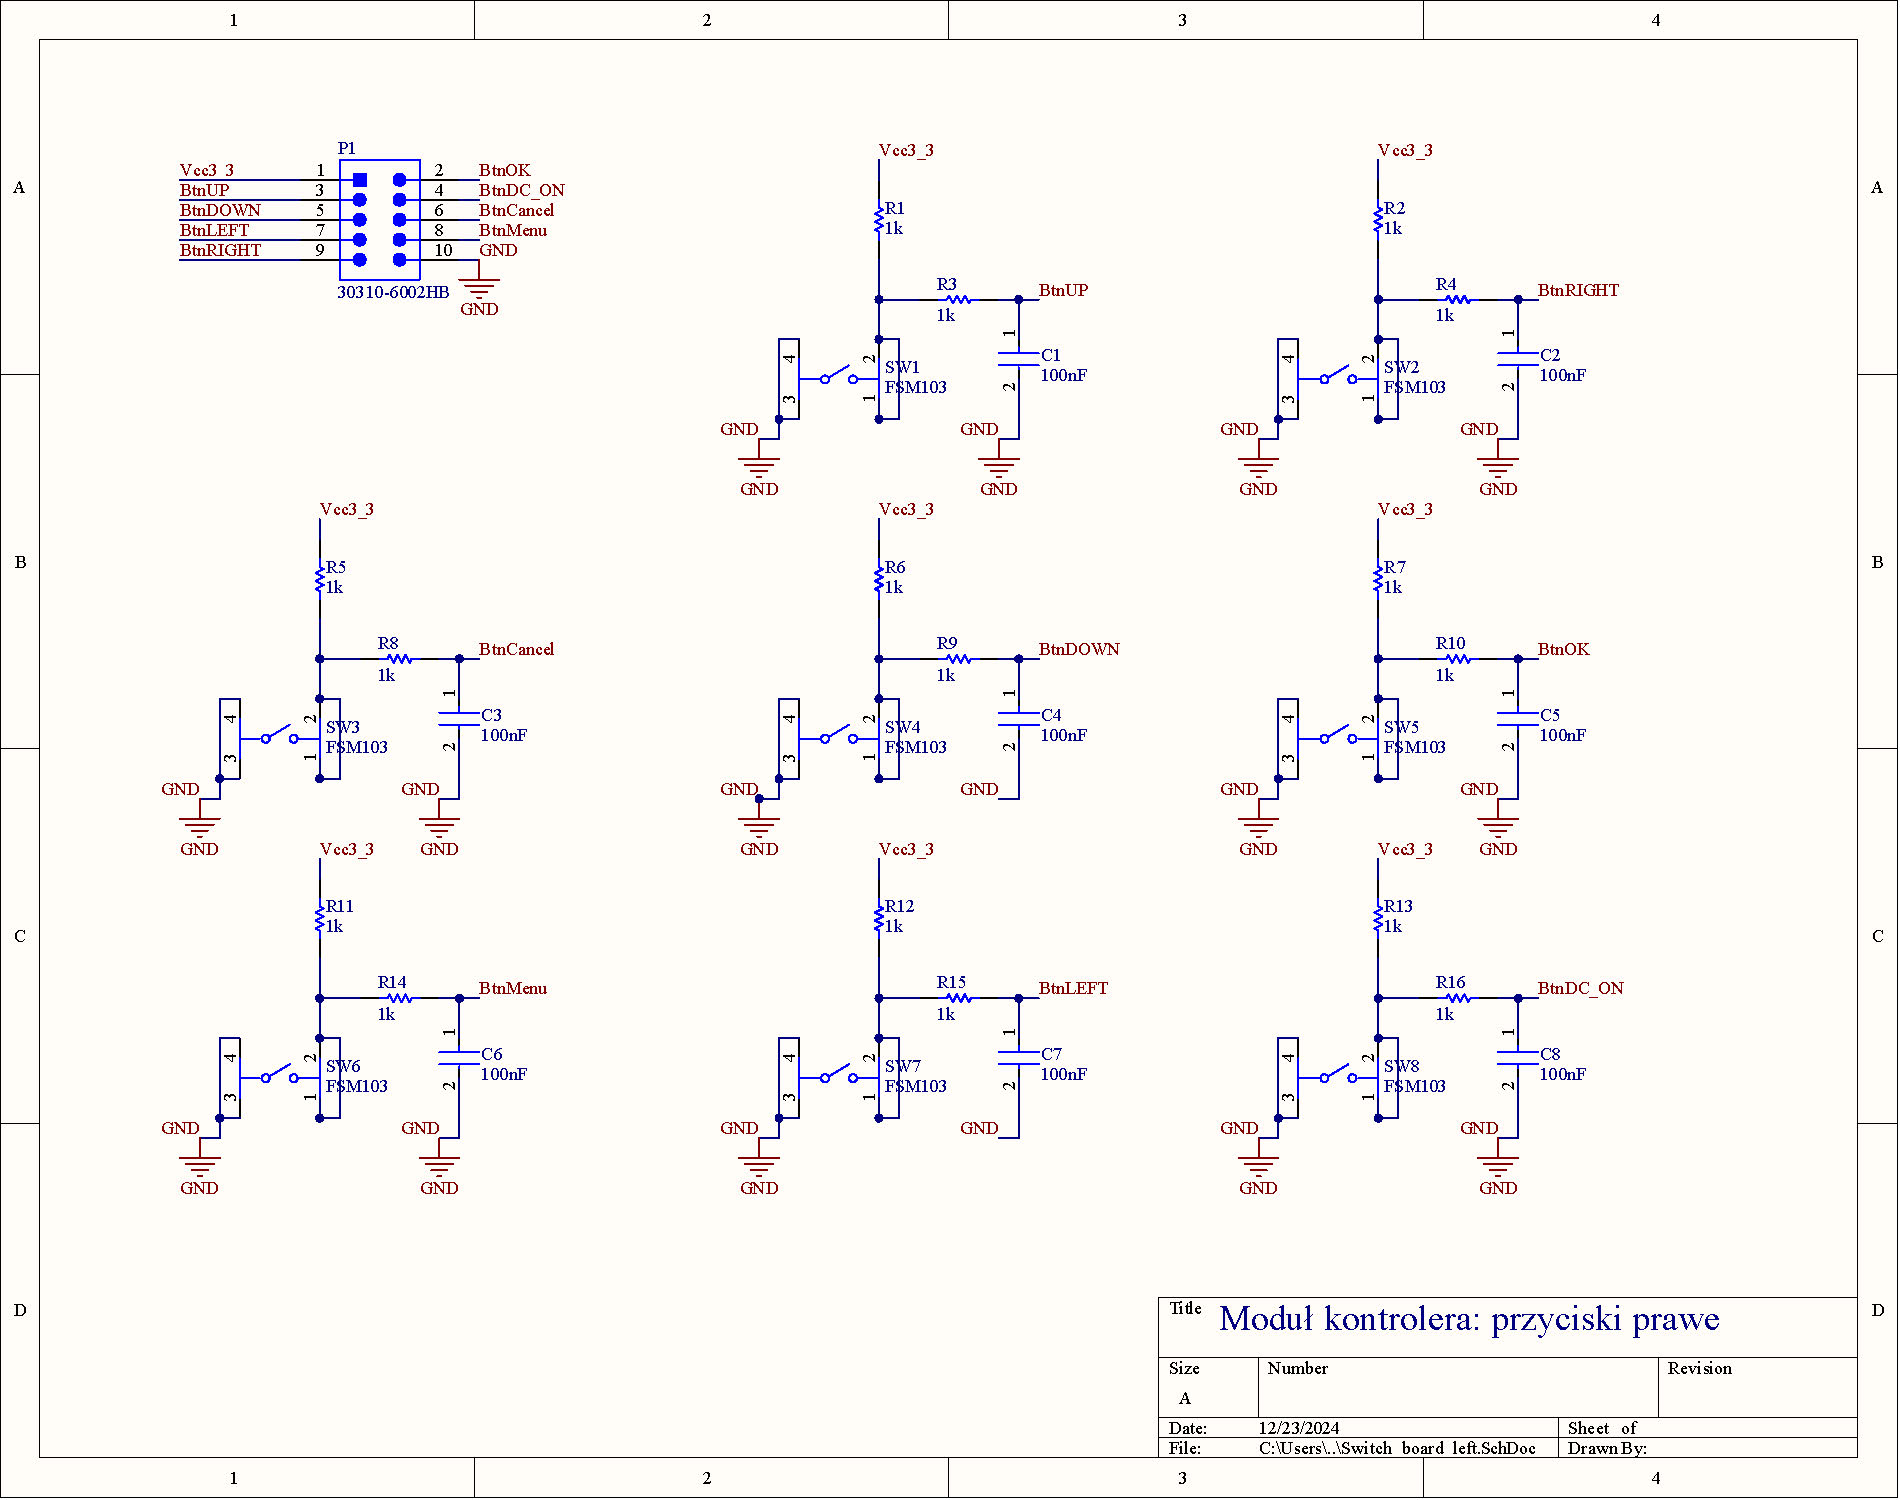 1 2 3 4
A A
B B
C C
D D
P1
Vcc3_3 1 2 BtnOK
BtnUP 3 4 BtnDC_ON
BtnDOWN 5 6 BtnCancel
BtnLEFT 7 8 BtnMenu
BtnRIGHT 9 10 GND
30310-6002HB
GND
Vcc3_3
R1
1k
R3
1k
BtnUP
4
3
2
1
SW1
FSM103
1
2
C1
100nF
GND
GND
GND
GND
Vcc3_3
R2
1k
R4
1k
BtnRIGHT
4
3
2
1
SW2
FSM103
1
2
C2
100nF
GND
GND
GND
GND
Vcc3_3
R5
1k
R8
1k
BtnCancel
4
3
2
1
SW3
FSM103
1
2
C3
100nF
GND
GND
GND
GND
Vcc3_3
R6
1k
R9
1k
BtnDOWN
4
3
2
1
SW4
FSM103
1
2
C4
100nF
GND
GND
GND
Vcc3_3
R7
1k
R10
1k
BtnOK
4
3
2
1
SW5
FSM103
1
2
C5
100nF
GND
GND
GND
GND
Vcc3_3
R11
1k
R14
1k
BtnMenu
4
3
2
1
SW6
FSM103
1
2
C6
100nF
GND
GND
GND
GND
Vcc3_3
R12
1k
R15
1k
BtnLEFT
4
3
2
1
SW7
FSM103
1
2
C7
100nF
GND
GND
GND
Vcc3_3
R13
1k
R16
1k
BtnDC_ON
4
3
2
1
SW8
FSM103
1
2
C8
100nF
GND
GND
GND
GND
Title Moduł kontrolera: przyciski prawe
Size Number Revision
A
Date: 12/23/2024 Sheet of
File: C:\Users\..\Switch_board_left.SchDoc Drawn By:
1 2 3 4